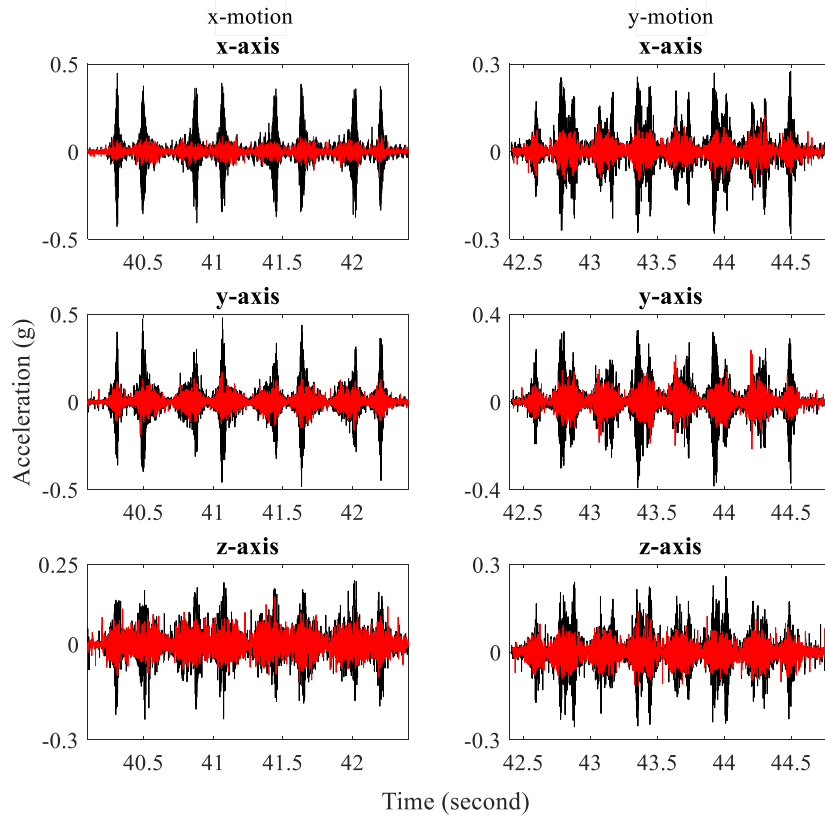 x-motion y-motion
x-axis x-axis
0.5 0.3
0 0
-0.5 -0.3
40.5 41 41.5 42 42.5 43 43.5 44 44.5
y-axis y-axis
0.5 0.4
0 0
-0.5 -0.4
40.5 41 41.5 42 42.5 43 43.5 44 44.5
Acceleration (g)
z-axis z-axis
0.25 0.3
0 0
-0.3 -0.3
40.5 41 41.5 42 42.5 43 43.5 44 44.5
Time (second)